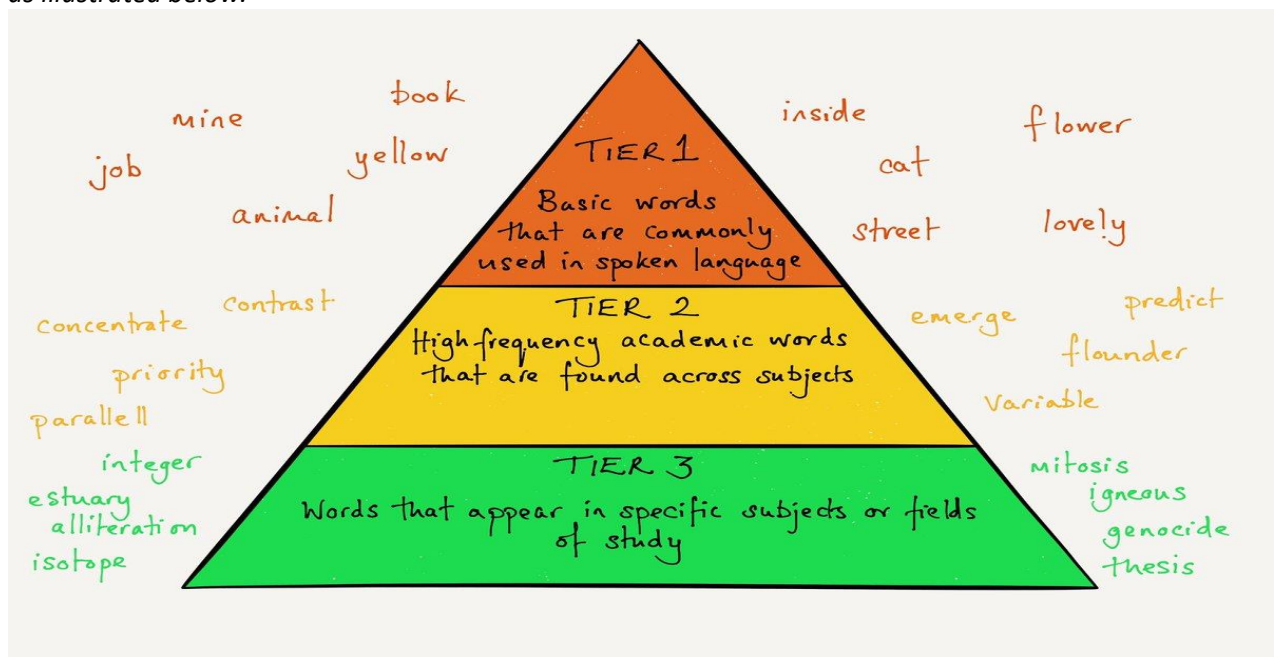 as illustrated below:
book
mine
job
yellow
animal
inside
flower
cat
street
lovely
TIER 1
Basic words
that are commonly
used in spoken language
contrast
concentrate
priority
parallell
TIER 2
High frequency academic words
that are found across subjects
emerge
predict
flounder
variable
integer
estuary
alliteration
isotope
TIER 3
Words that appear in specific subjects or fields
of study
mitosis
igneous
genocide
thesis